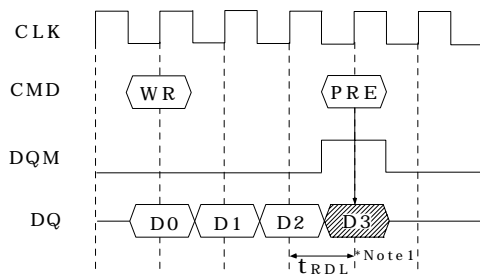 CLK
CMD WR PRE
DQM
DQ D0 D1 D2 D3
tRDL *Note1